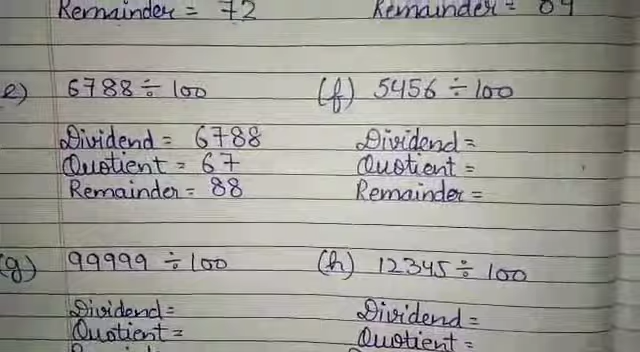 Remainder = 72
Remainder = 
e) 6788 ÷ 100
Dividend = 6788
Quotient = 67
Remainder = 88
(f) 5456 ÷ 100
Dividend =
Quotient =
Remainder =
(g) 99999 ÷ 100
Dividend =
Quotient =
(h) 12345 ÷ 100
Dividend =
Quotient =